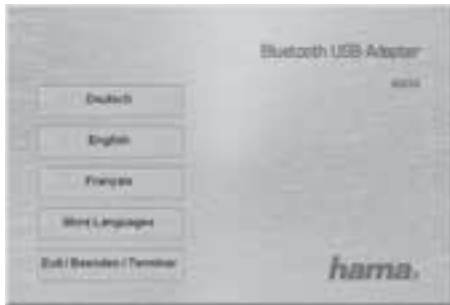 Bluetooth USB Adapter
Deutsch
English
Français
More Languages
Exit / Beenden / Terminer
hama.